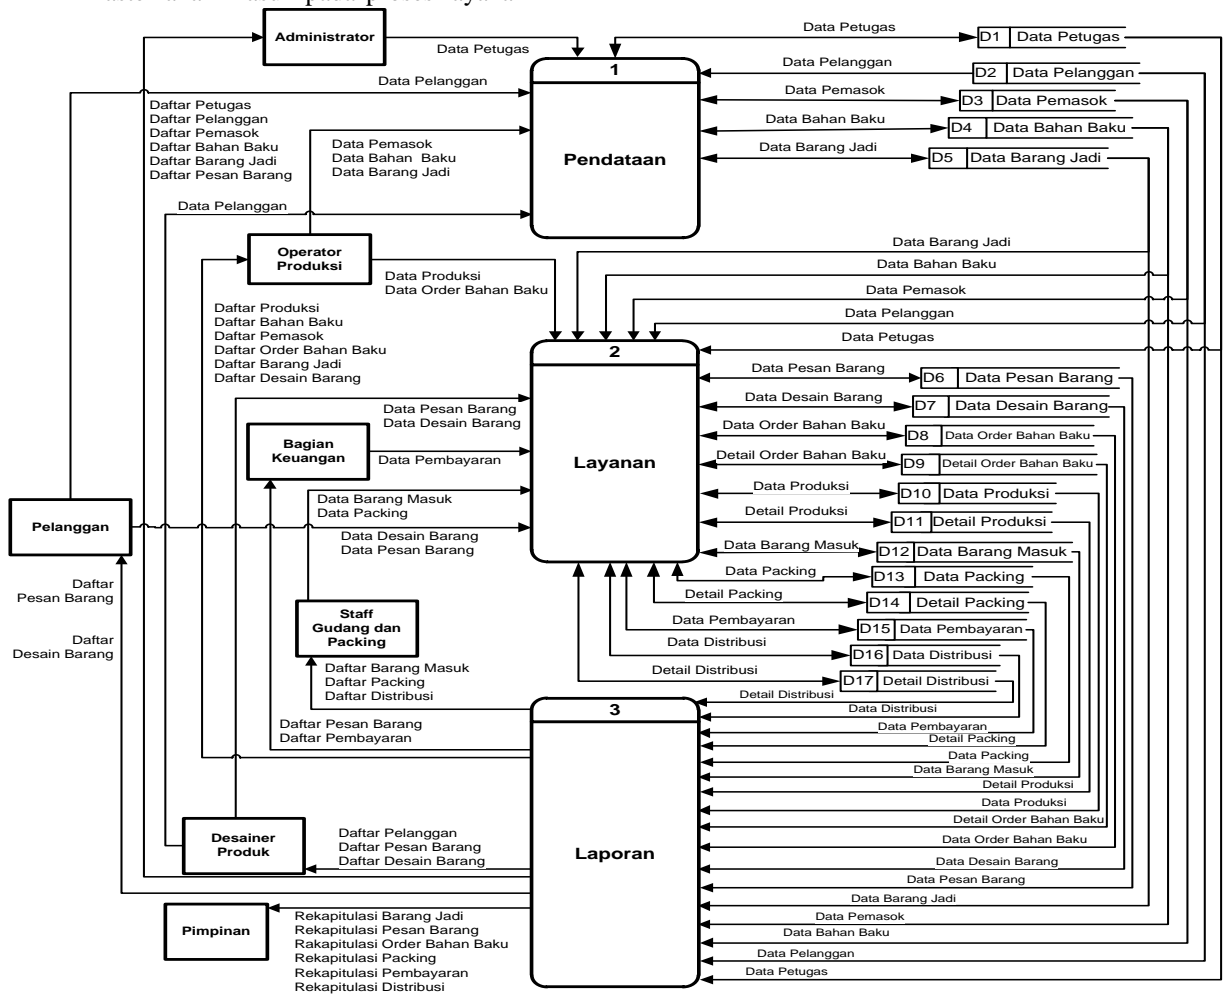 Administrator
Data Petugas
Data Petugas
D1 Data Petugas
1
Data Pelanggan
D2 Data Pelanggan
Data Pelanggan
Data Pemasok
D3 Data Pemasok
Daftar Petugas
Daftar Pelanggan
Daftar Pemasok
Daftar Bahan Baku
Daftar Barang Jadi
Daftar Pesan Barang
Data Bahan Baku
D4 Data Bahan Baku
Data Pemasok
Data Bahan Baku
Data Barang Jadi
Data Barang Jadi
D5 Data Barang Jadi
Pendataan
Data Pelanggan
Operator
Produksi
Data Barang Jadi
Data Bahan Baku
Data Produksi
Data Order Bahan Baku
Data Pemasok
Data Pelanggan
Data Petugas
Daftar Produksi
Daftar Bahan Baku
Daftar Pemasok
Daftar Order Bahan Baku
Daftar Barang Jadi
Daftar Desain Barang
2
Data Pesan Barang
D6 Data Pesan Barang
Data Desain Barang
D7 Data Desain Barang
Data Pesan Barang
Data Desain Barang
Data Order Bahan Baku
D8 Data Order Bahan Baku
Bagian
Keuangan
Data Pembayaran
Layanan
Detail Order Bahan Baku
D9 Detail Order Bahan Baku
Data Produksi
D10 Data Produksi
Data Barang Masuk
Data Packing
Detail Produksi
D11 Detail Produksi
Pelanggan
Data Desain Barang
Data Pesan Barang
Data Barang Masuk
D12 Data Barang Masuk
Data Packing
D13 Data Packing
Daftar
Pesan Barang
Detail Packing
D14 Detail Packing
Staff
Gudang dan
Packing
Data Pembayaran
D15 Data Pembayaran
Daftar
Desain Barang
Data Distribusi
D16 Data Distribusi
Daftar Barang Masuk
Daftar Packing
Daftar Distribusi
Detail Distribusi
D17 Detail Distribusi
3
Detail Distribusi
Data Distribusi
Daftar Pesan Barang
Daftar Pembayaran
Data Pembayaran
Detail Packing
Data Packing
Data Barang Masuk
Detail Produksi
Data Produksi
Detail Order Bahan Baku
Desainer
Produk
Daftar Pelanggan
Daftar Pesan Barang
Daftar Desain Barang
Laporan
Data Order Bahan Baku
Data Desain Barang
Data Pesan Barang
Data Barang Jadi
Pimpinan
Rekapitulasi Barang Jadi
Rekapitulasi Pesan Barang
Rakapitulasi Order Bahan Baku
Rekapitulasi Packing
Rekapitulasi Pembayaran
Rekapitulasi Distribusi
Data Pemasok
Data Bahan Baku
Data Pelanggan
Data Petugas